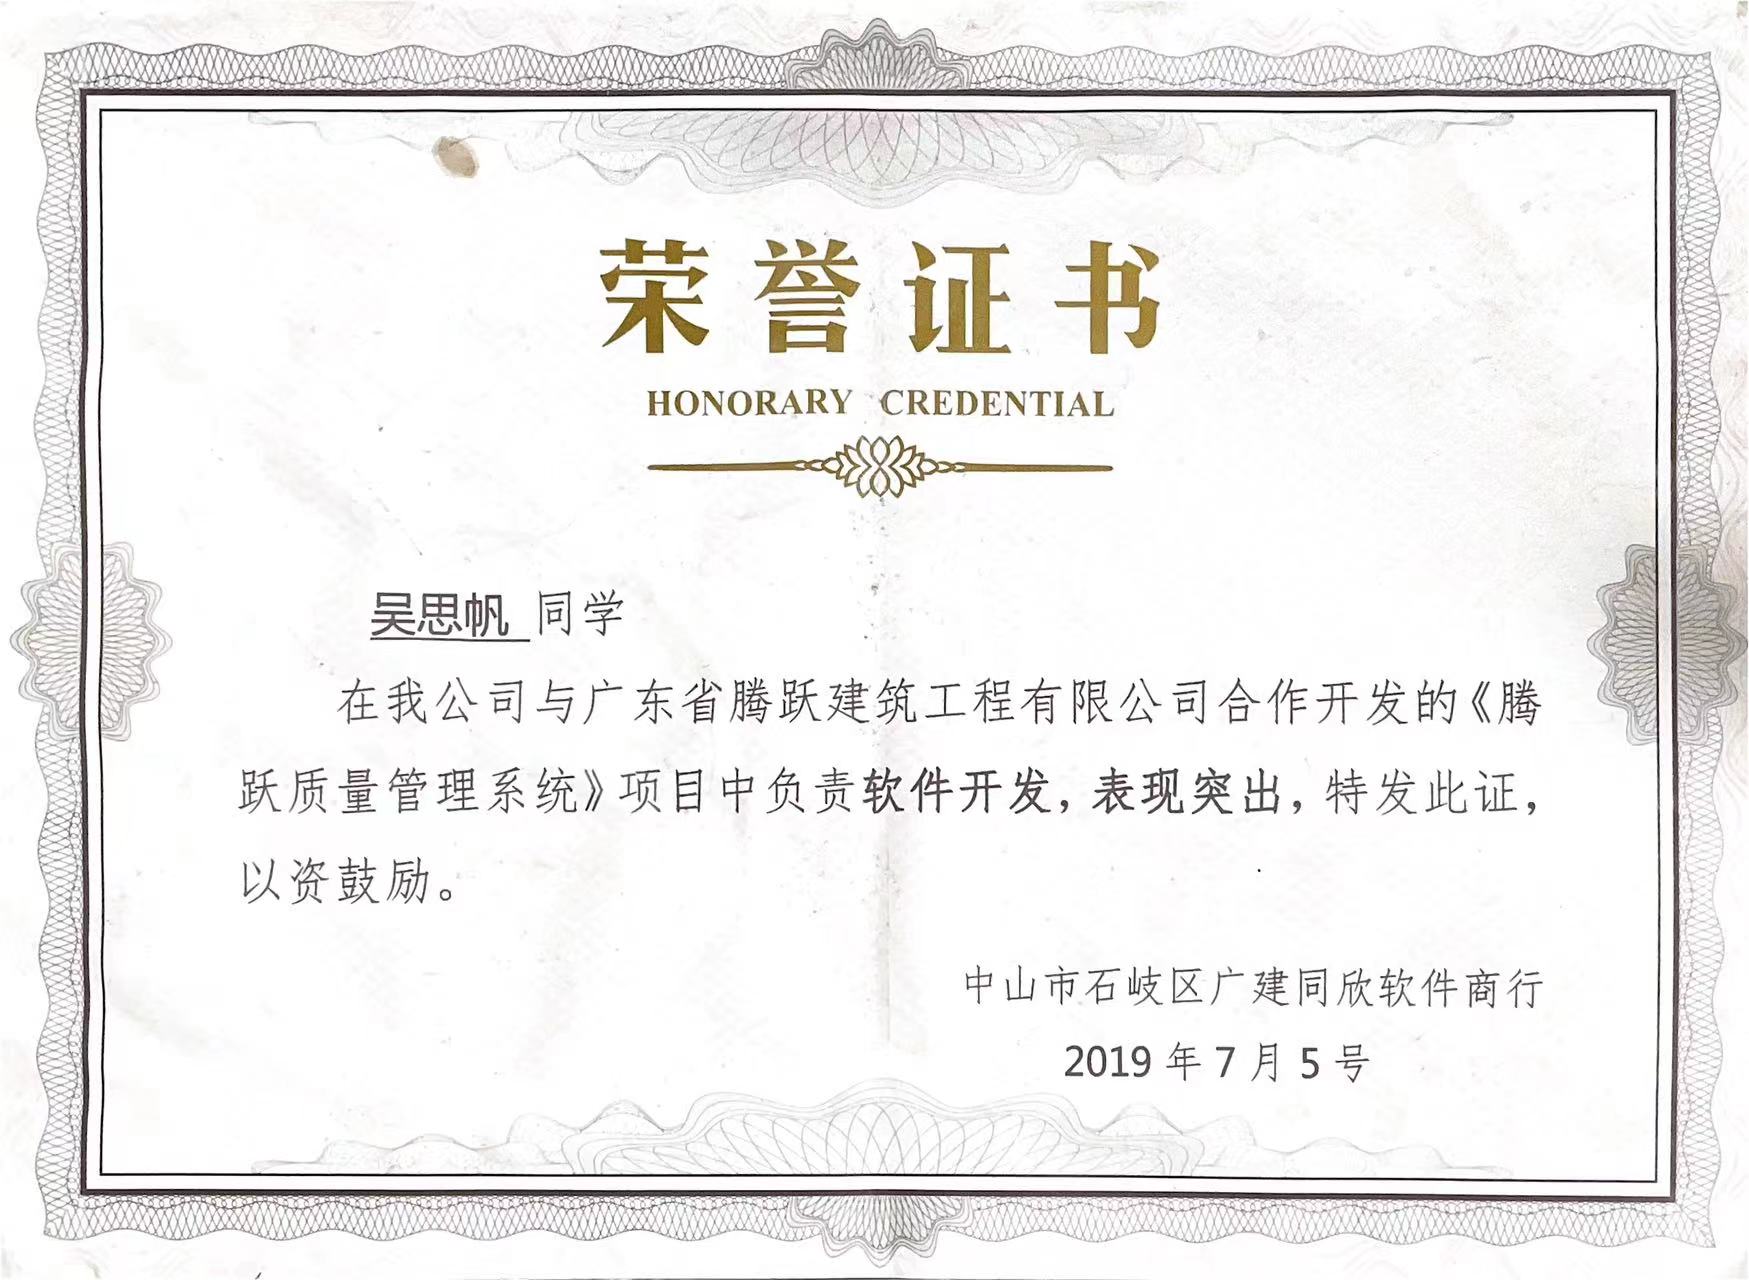 荣誉证书
HONORARY CREDENTIAL
吴思帆 同学
在我公司与广东省腾跃建筑工程有限公司合作开发的《腾
跃质量管理系统》项目中负责软件开发，表现突出，特发此证，
以资鼓励。
中山市石岐区广建同欣软件商行
2019 年 7 月 5 号